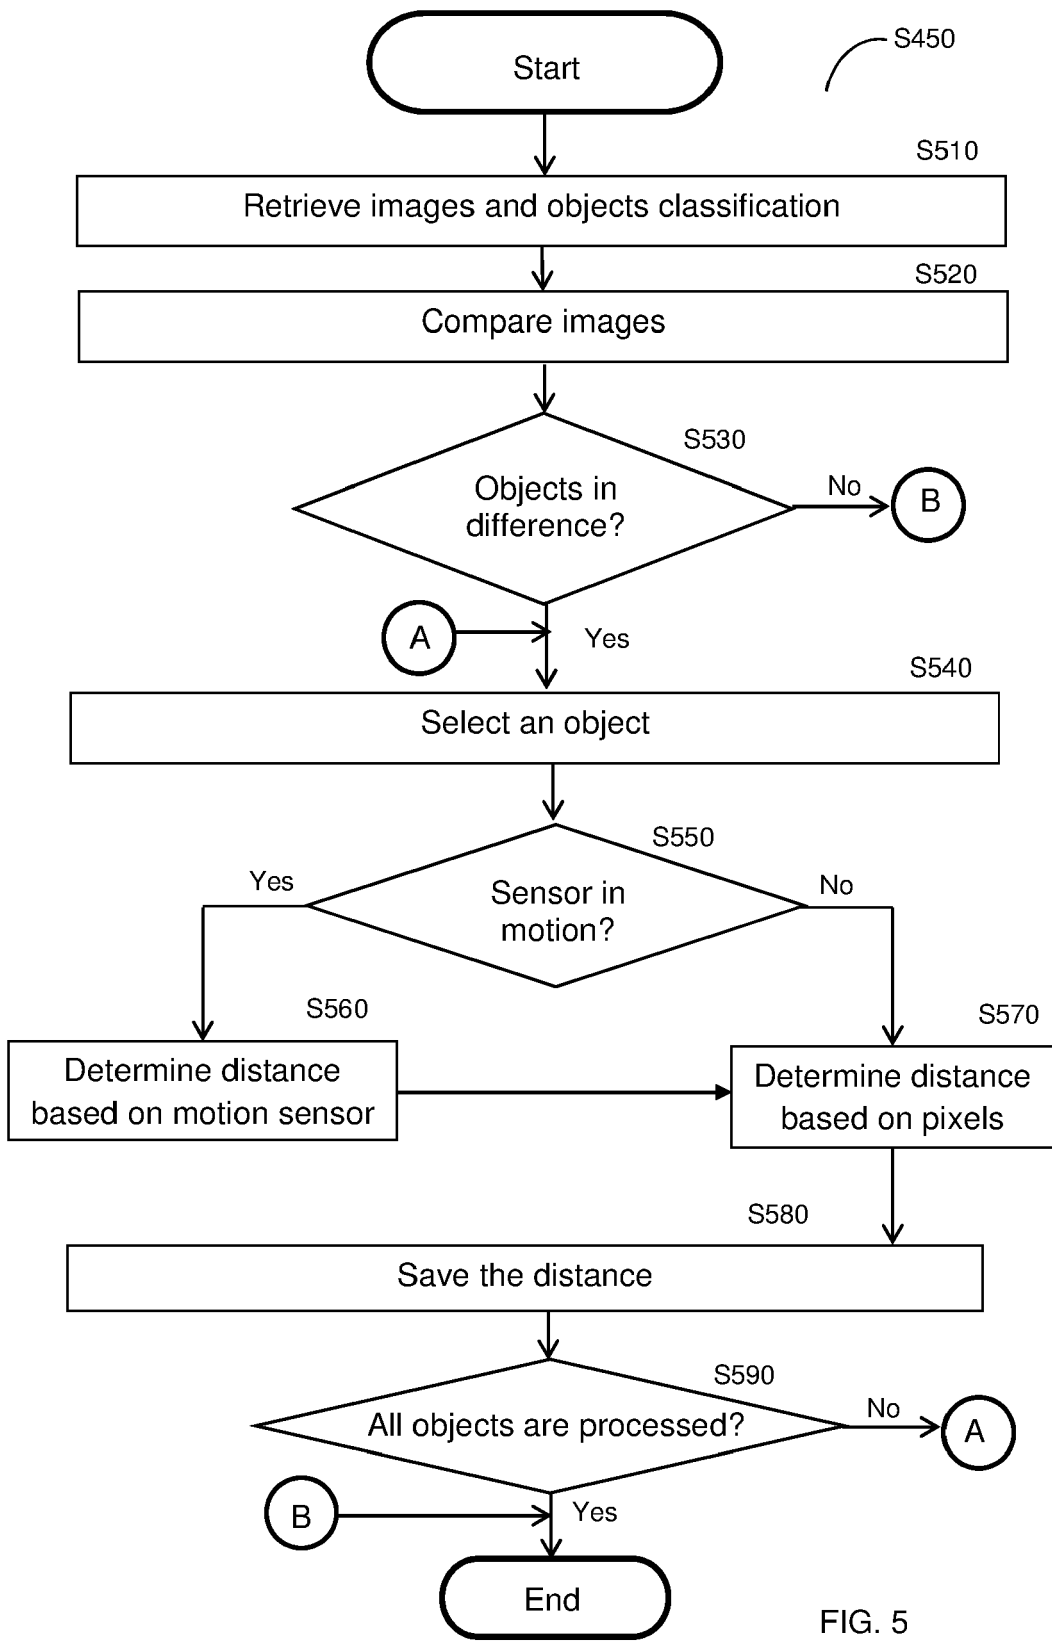 Start
S450
S510
Retrieve images and objects classification
S520
Compare images
S530
Objects in
difference?
No
B
A
Yes
S540
Select an object
S550
Yes
Sensor in
motion?
No
S560
S570
Determine distance
based on motion sensor
Determine distance
based on pixels
S580
Save the distance
S590
All objects are processed?
No
A
B
Yes
End
FIG. 5